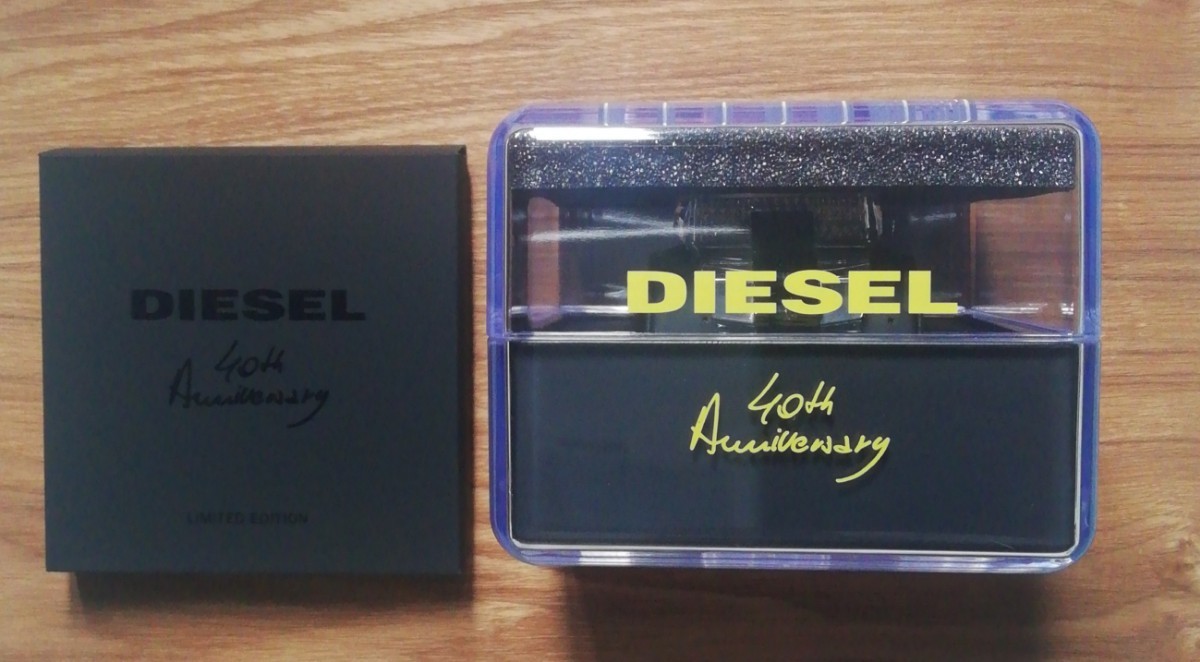 DIESEL
40th
Anniversary
LIMITED EDITION
DIESEL
40th
Anniversary